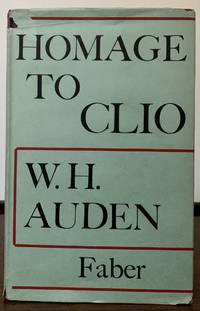 HOMAGE
TO
CLIO
W. H.
AUDEN
Faber